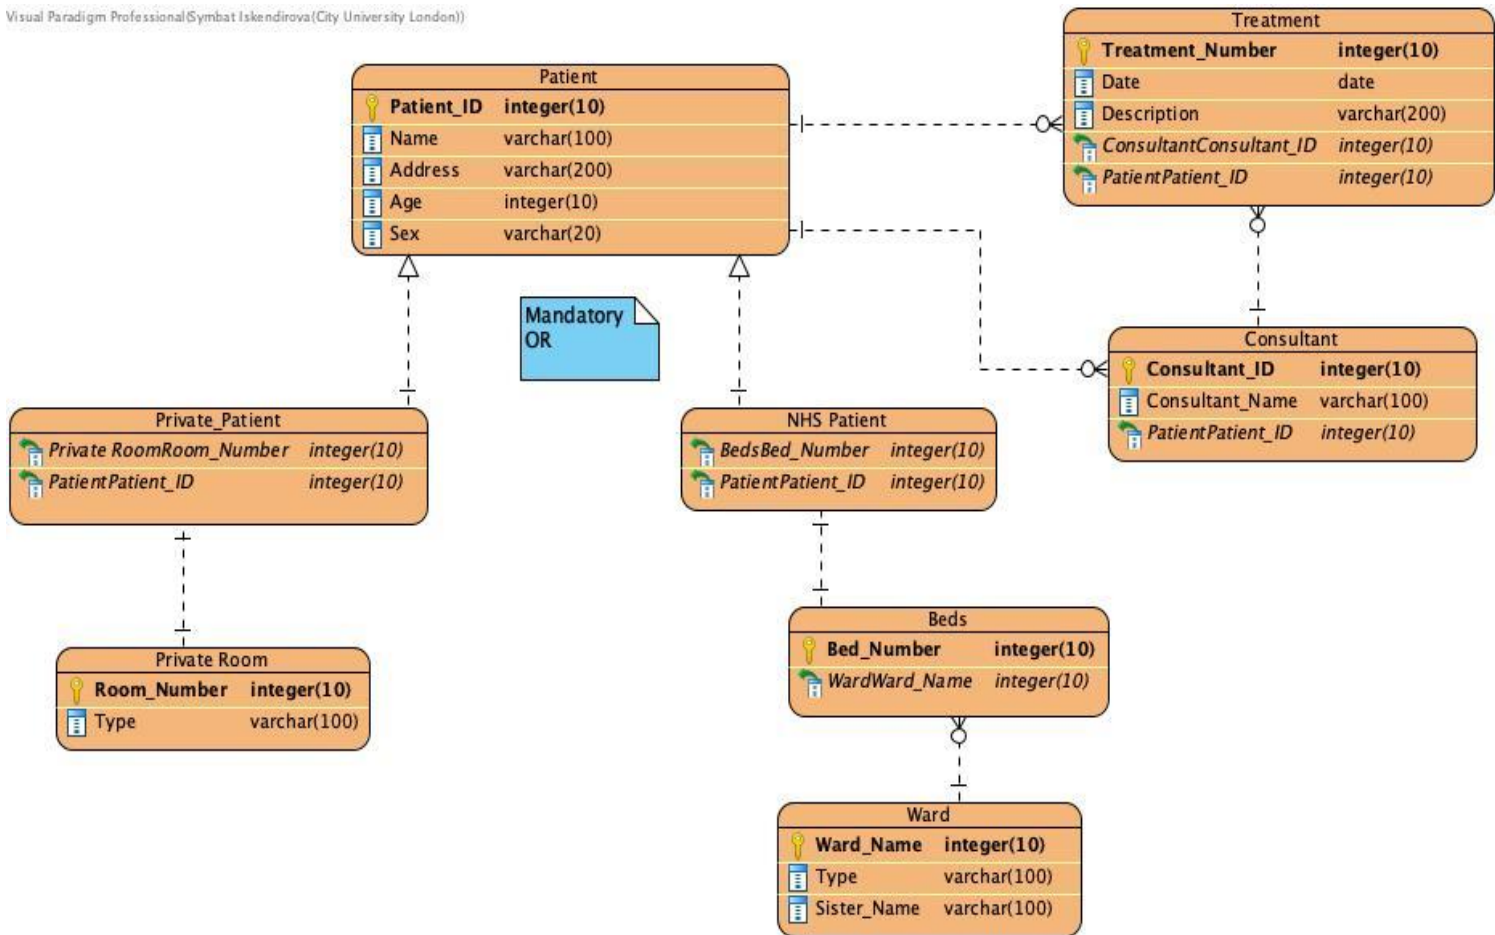 Visual Paradigm Professional(Symbat Iskendirova(City University London))
Treatment
Treatment_Number integer(10)
Date date
Description varchar(200)
ConsultantConsultant_ID integer(10)
PatientPatient_ID integer(10)
Patient
Patient_ID integer(10)
Name varchar(100)
Address varchar(200)
Age integer(10)
Sex varchar(20)
Mandatory
OR
Consultant
Consultant_ID integer(10)
Consultant_Name varchar(100)
PatientPatient_ID integer(10)
Private_Patient
Private RoomRoom_Number integer(10)
PatientPatient_ID integer(10)
NHS Patient
BedsBed_Number integer(10)
PatientPatient_ID integer(10)
Beds
Bed_Number integer(10)
WardWard_Name integer(10)
Private Room
Room_Number integer(10)
Type varchar(100)
Ward
Ward_Name integer(10)
Type varchar(100)
Sister_Name varchar(100)